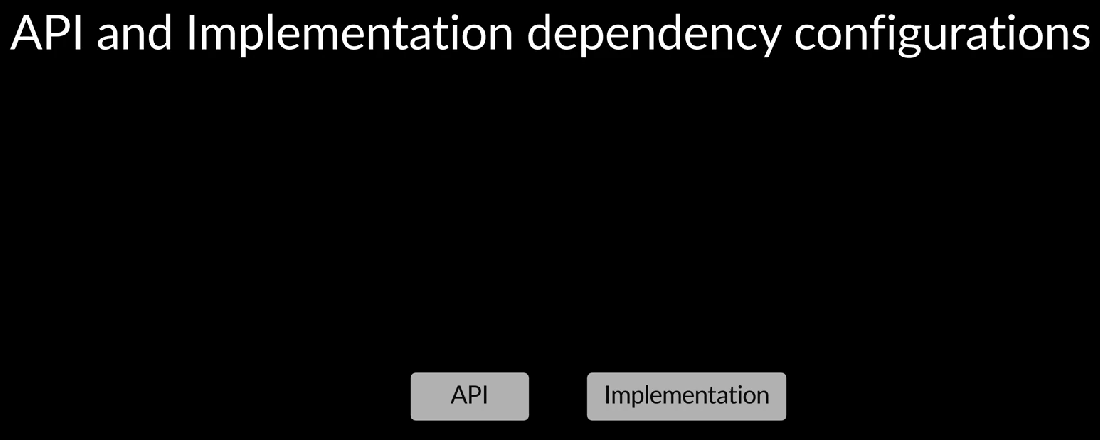 API and Implementation dependency configurations
API
Implementation